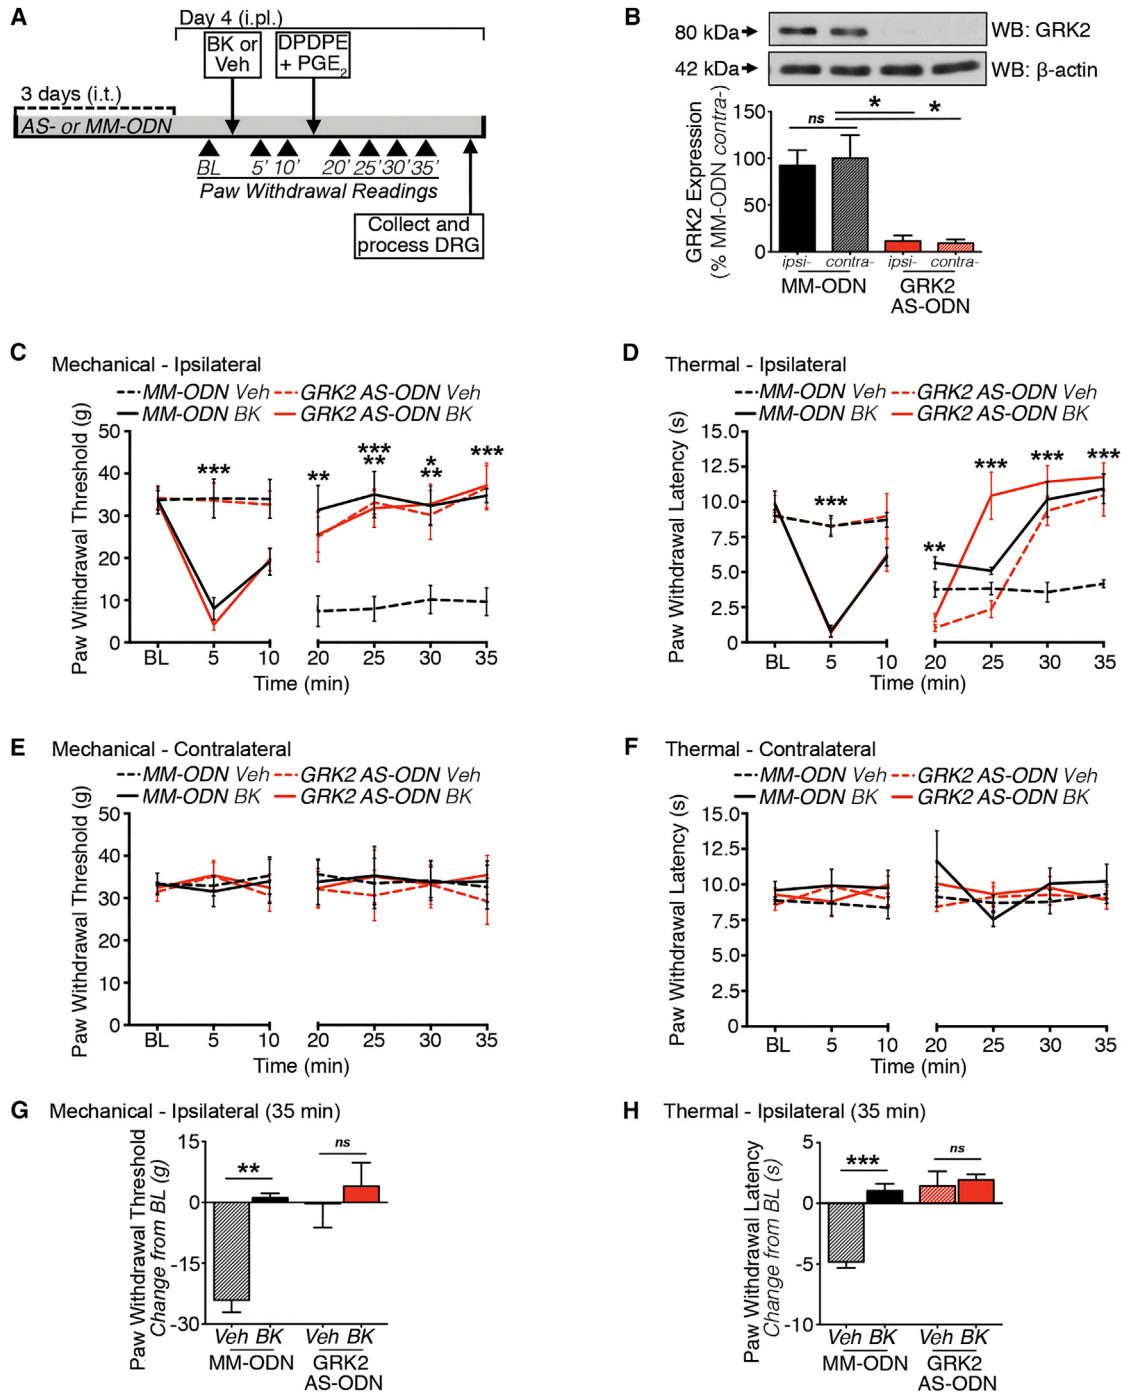 A
Day 4 (i.pl.)
BK or
Veh
DPDPE
+ PGE2
3 days (i.t.)
AS- or MM-ODN
BL 5’ 10’ 20’ 25’ 30’ 35’
Paw Withdrawal Readings
Collect and
process DRG
B
80 kDa
WB: GRK2
42 kDa
WB: β-actin
GRK2 Expression
(% MM-ODN contra-)
150
100
50
0
ns
*
*
ipsi- contra- ipsi- contra-
MM-ODN
GRK2
AS-ODN
C
Mechanical - Ipsilateral
MM-ODN Veh GRK2 AS-ODN Veh
MM-ODN BK GRK2 AS-ODN BK
Paw Withdrawal Threshold (g)
50
40
30
20
10
0
***
**
***
**
*
**
***
BL 5 10 20 25 30 35
Time (min)
D
Thermal - Ipsilateral
MM-ODN Veh GRK2 AS-ODN Veh
MM-ODN BK GRK2 AS-ODN BK
Paw Withdrawal Latency (s)
15.0
12.5
10.0
7.5
5.0
2.5
0
***
**
***
***
***
BL 5 10 20 25 30 35
Time (min)
E
Mechanical - Contralateral
MM-ODN Veh GRK2 AS-ODN Veh
MM-ODN BK GRK2 AS-ODN BK
Paw Withdrawal Threshold (g)
50
40
30
20
10
0
BL 5 10 20 25 30 35
Time (min)
F
Thermal - Contralateral
MM-ODN Veh GRK2 AS-ODN Veh
MM-ODN BK GRK2 AS-ODN BK
Paw Withdrawal Latency (s)
15.0
12.5
10.0
7.5
5.0
2.5
0
BL 5 10 20 25 30 35
Time (min)
G
Mechanical - Ipsilateral (35 min)
Paw Withdrawal Threshold
Change from BL (g)
15
0
-15
-30
**
ns
Veh BK Veh BK
MM-ODN
GRK2
AS-ODN
H
Thermal - Ipsilateral (35 min)
Paw Withdrawal Latency
Change from BL (s)
5
0
-5
-10
***
ns
Veh BK Veh BK
MM-ODN
GRK2
AS-ODN